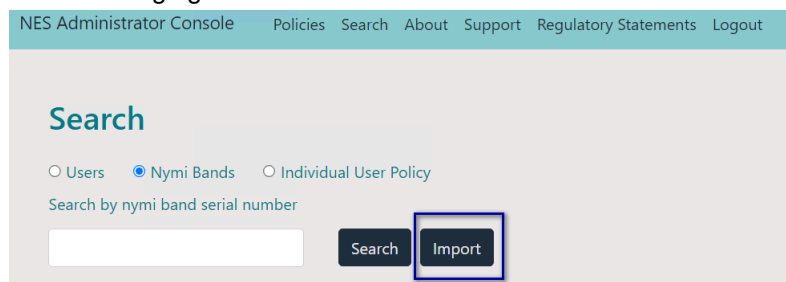 NES Administrator Console Policies Search About Support Regulatory Statements Logout
Search
Users Nymi Bands Individual User Policy
Search by nymi band serial number
Search Import